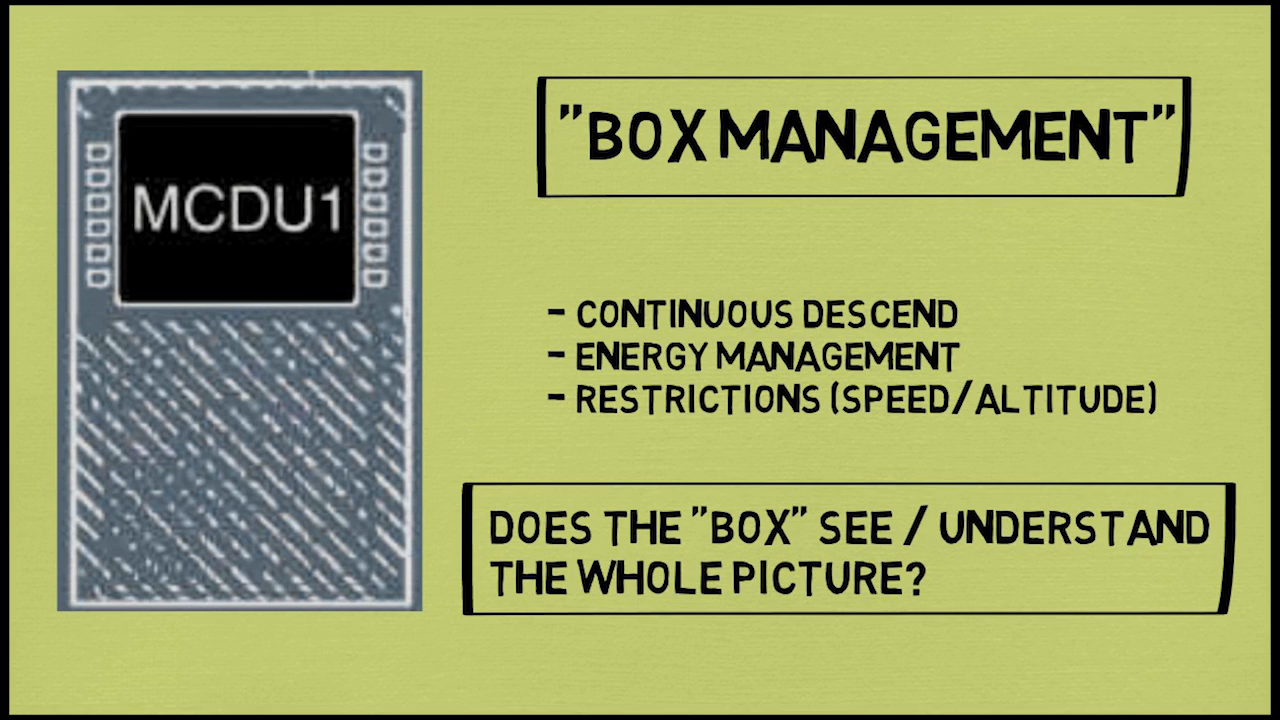 MCDU1
"BOX MANAGEMENT"
- CONTINUOUS DESCEND
- ENERGY MANAGEMENT
- RESTRICTIONS (SPEED/ALTITUDE)
DOES THE "BOX" SEE / UNDERSTAND
THE WHOLE PICTURE?